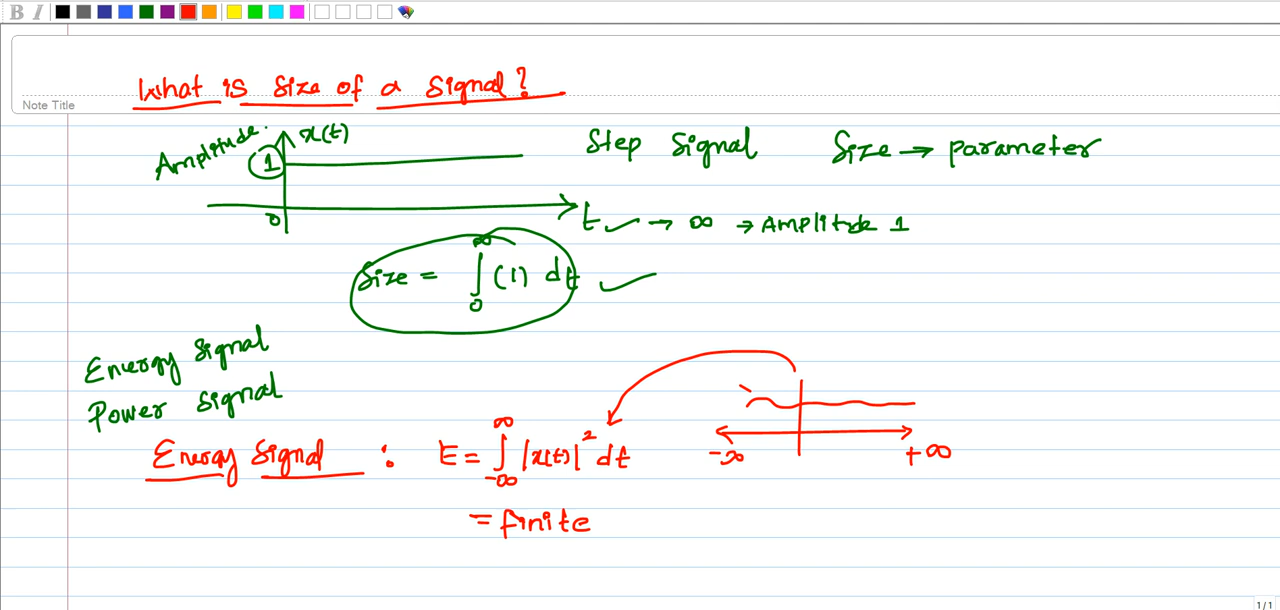 B I
What is Size of a Signal?
Note Title
Amplitude. 1 x(t)
Step Signal Size → parameter
0
t → ∞ → Amplitude 1
Size = ∫₀^∞ (1) dt
Energy Signal
Power Signal
Energy Signal : E = ∫₋∞^∞ |x(t)|² dt
-∞ +∞
= finite
1/1